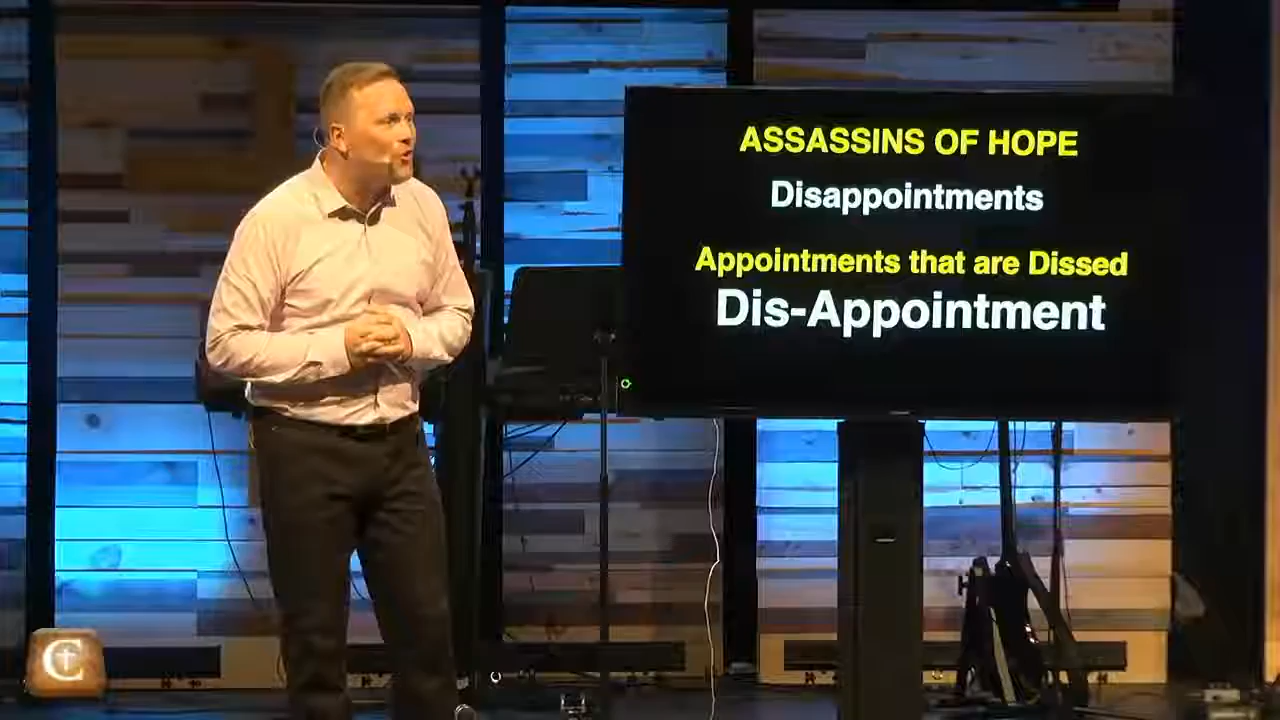 ASSASSINS OF HOPE
Disappointments
Appointments that are Dissed
Dis-Appointment
C